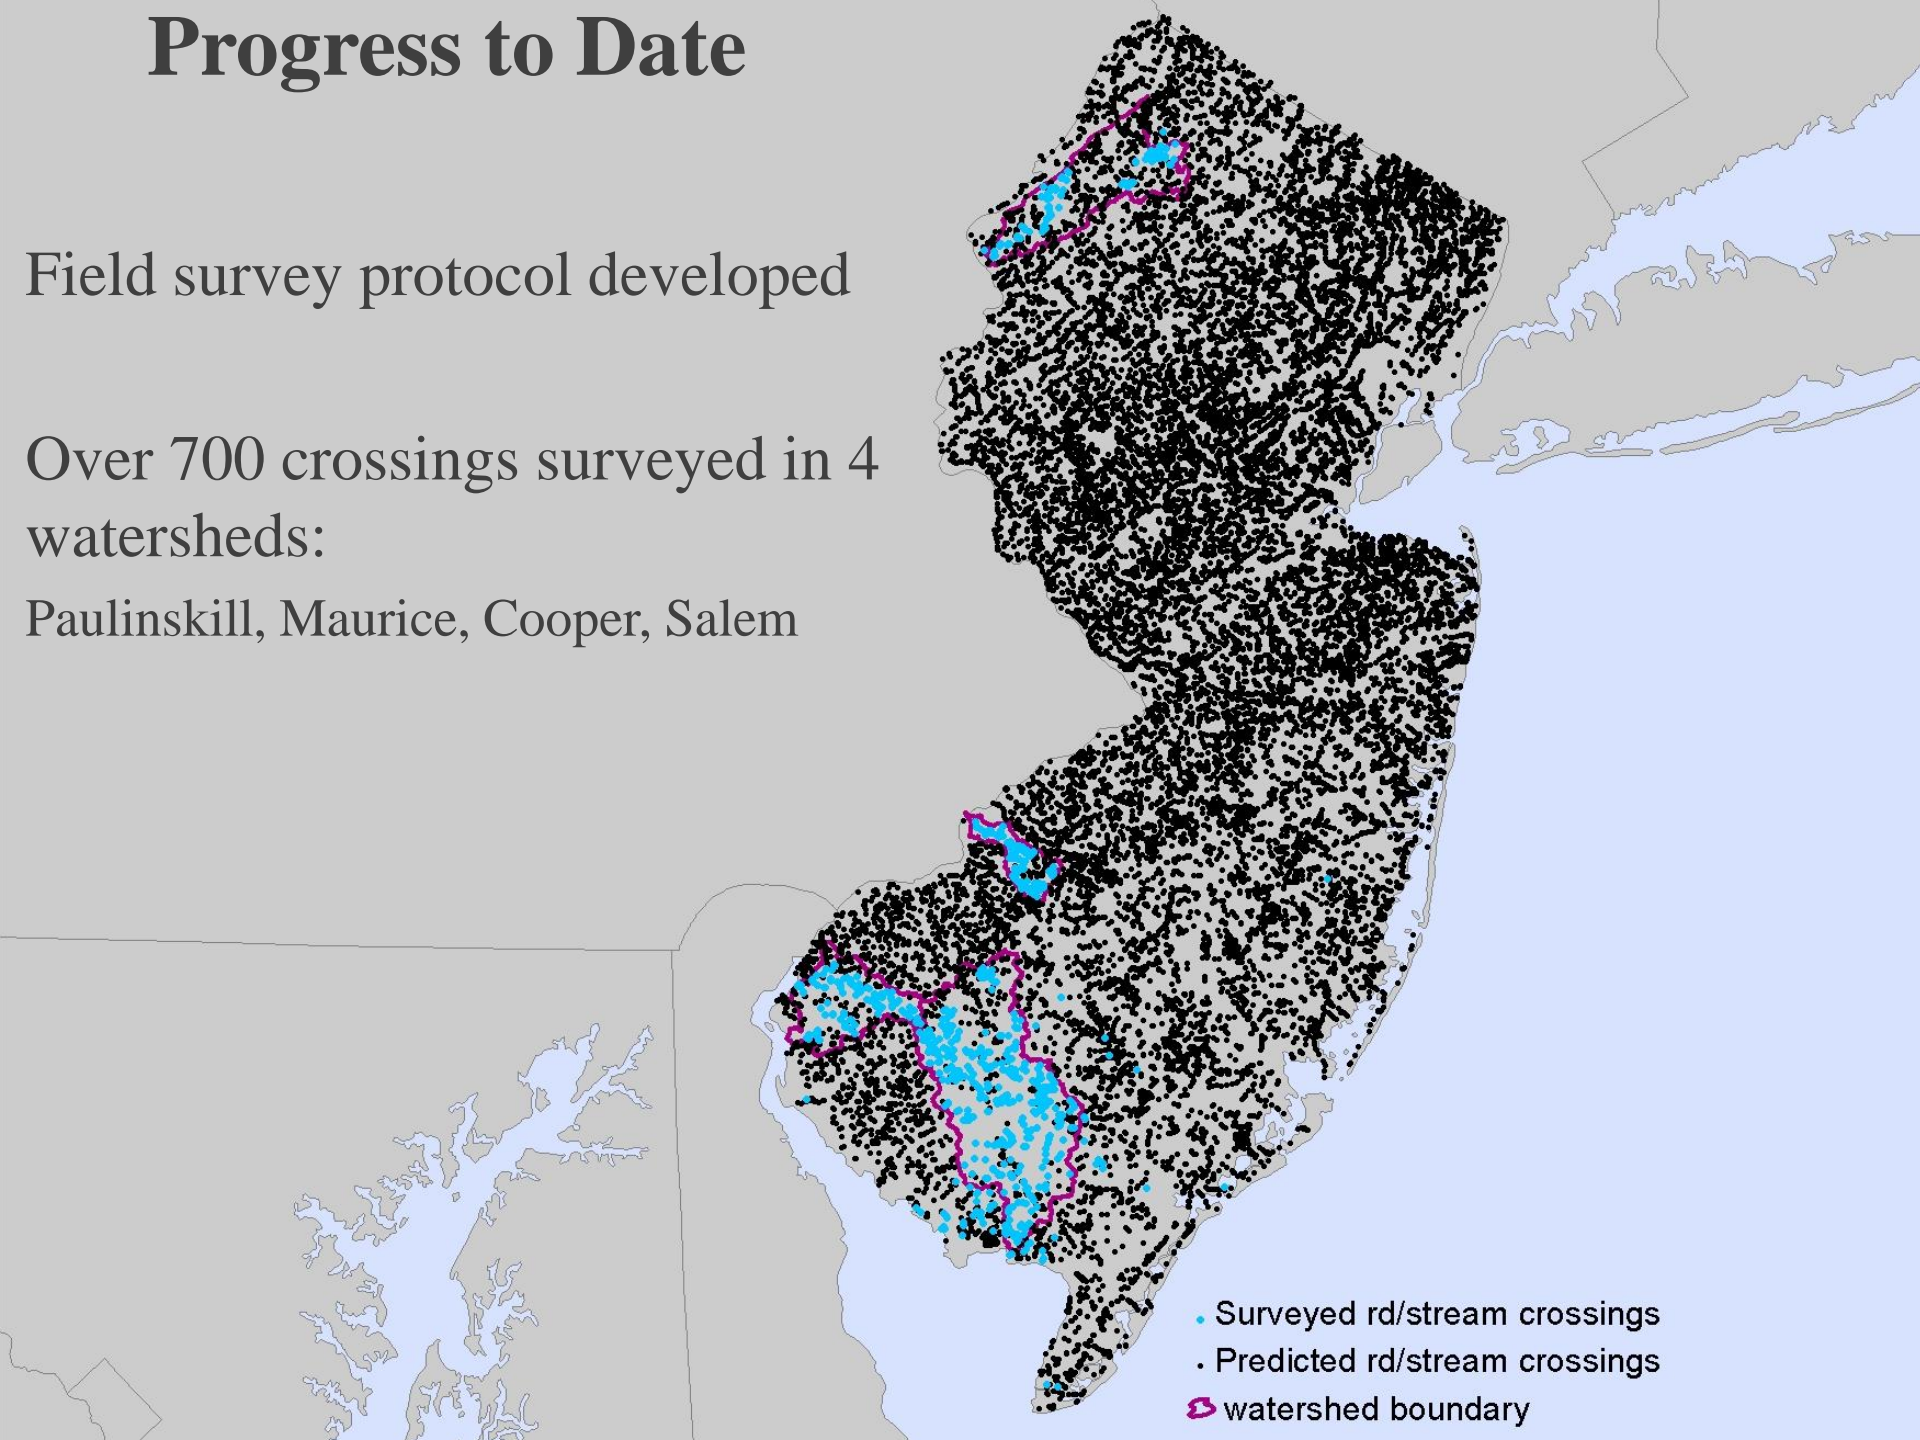 Progress to Date
Field survey protocol developed
Over 700 crossings surveyed in 4
watersheds:
Paulinskill, Maurice, Cooper, Salem
Surveyed rd/stream crossings
Predicted rd/stream crossings
watershed boundary